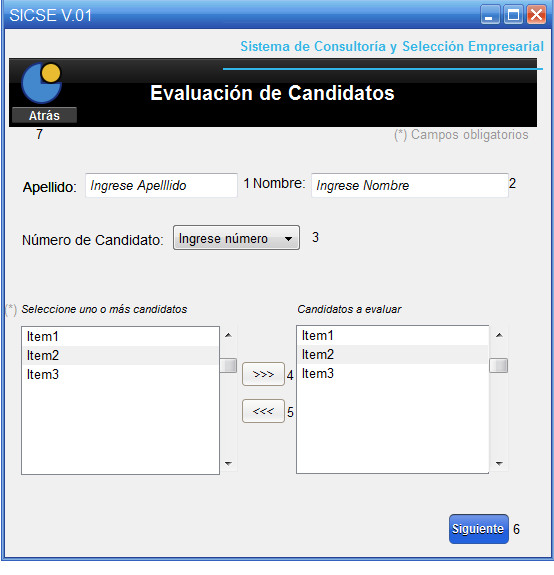 SICSE V.01
Sistema de Consultoría y Selección Empresarial
Evaluación de Candidatos
Atrás
7
(*) Campos obligatorios
Apellido: Ingrese Apelllido 1 Nombre: Ingrese Nombre 2
Número de Candidato: Ingrese número 3
(*) Seleccione uno o más candidatos
Candidatos a evaluar
Item1
Item2
Item3
>>> 4
<<< 5
Item1
Item2
Item3
Siguiente 6